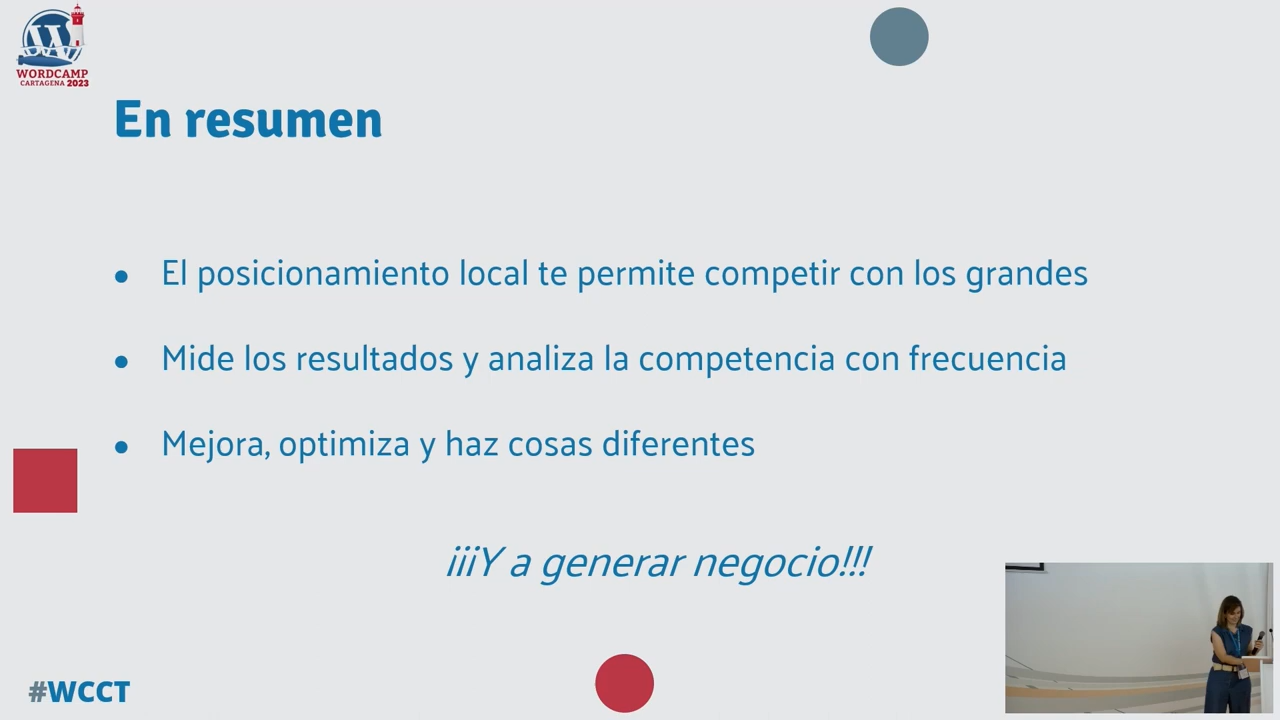 WORDCAMP
CARTAGENA 2023
En resumen
• El posicionamiento local te permite competir con los grandes
• Mide los resultados y analiza la competencia con frecuencia
• Mejora, optimiza y haz cosas diferentes
¡¡¡Y a generar negocio!!!
#WCCT